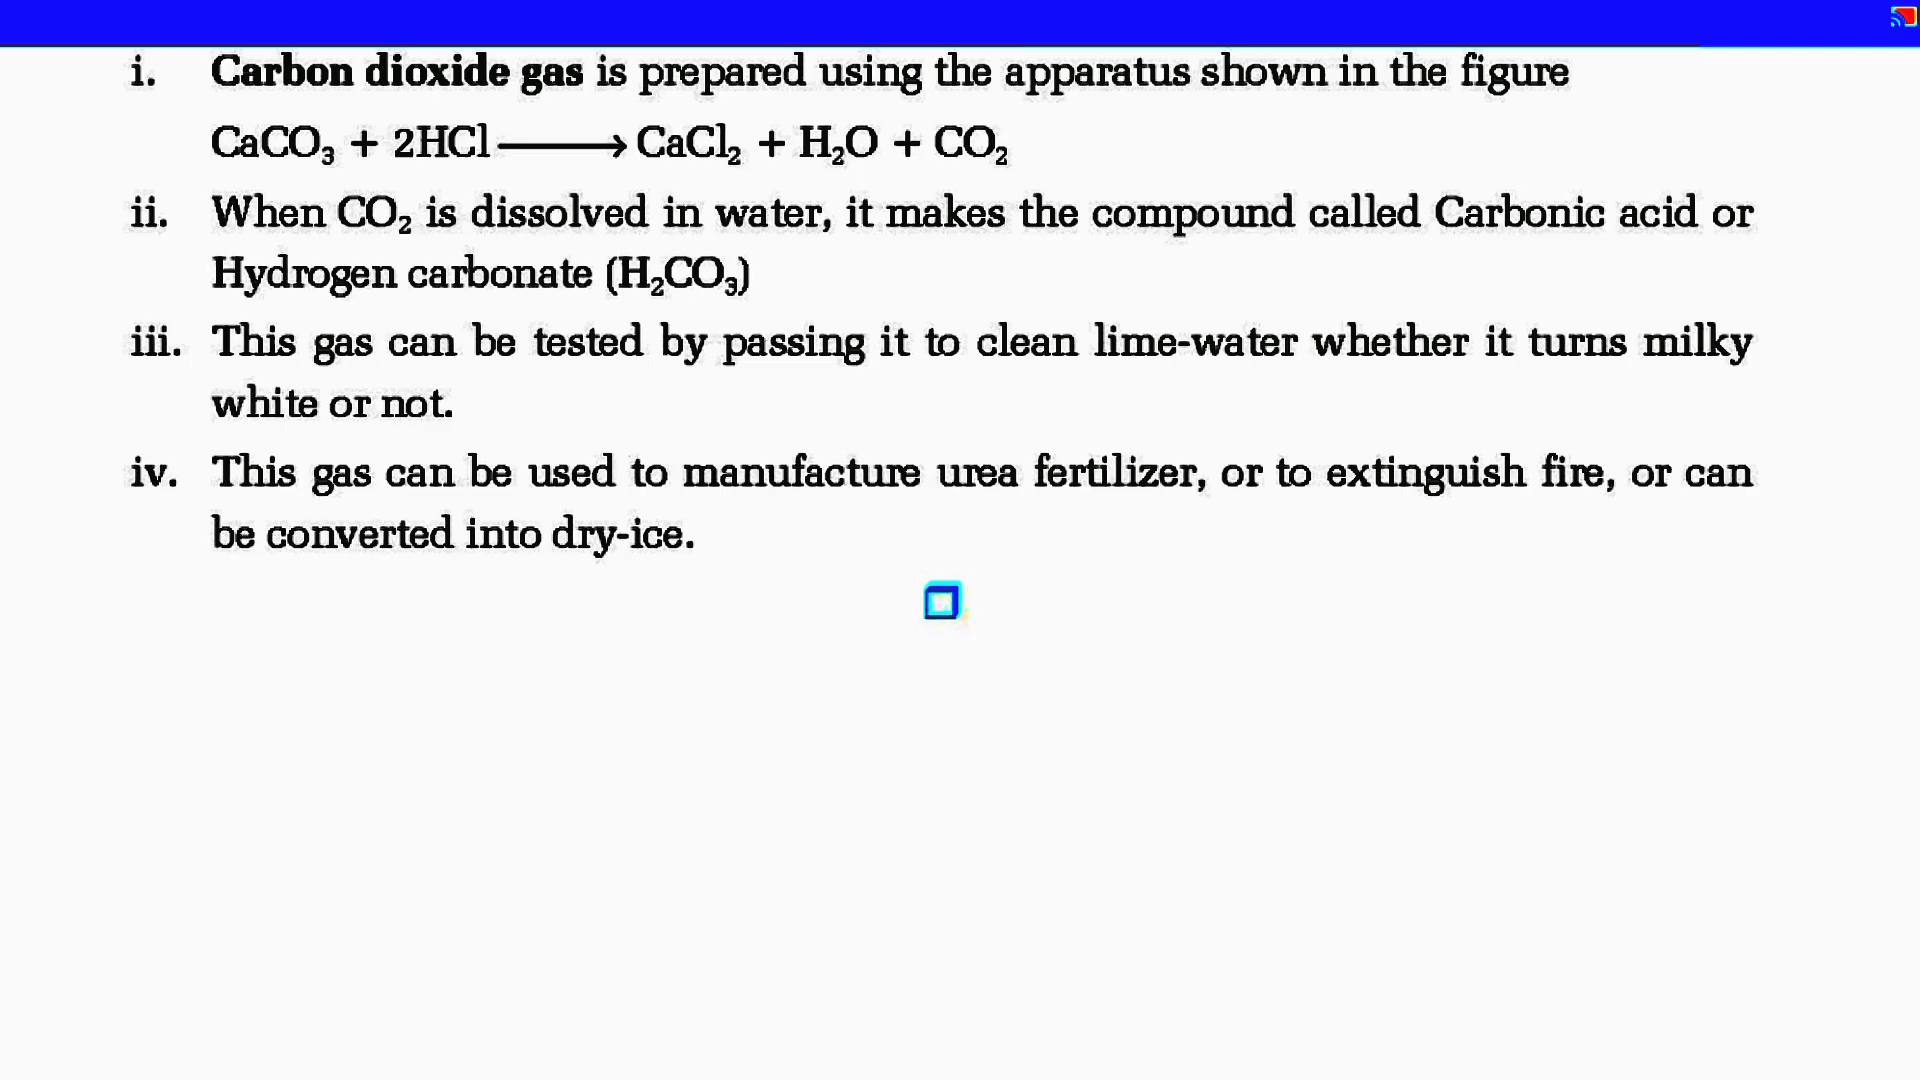 i. Carbon dioxide gas is prepared using the apparatus shown in the figure
CaCO₃ + 2HCl ⟶ CaCl₂ + H₂O + CO₂
ii. When CO₂ is dissolved in water, it makes the compound called Carbonic acid or
Hydrogen carbonate (H₂CO₃)
iii. This gas can be tested by passing it to clean lime-water whether it turns milky
white or not.
iv. This gas can be used to manufacture urea fertilizer, or to extinguish fire, or can
be converted into dry-ice.